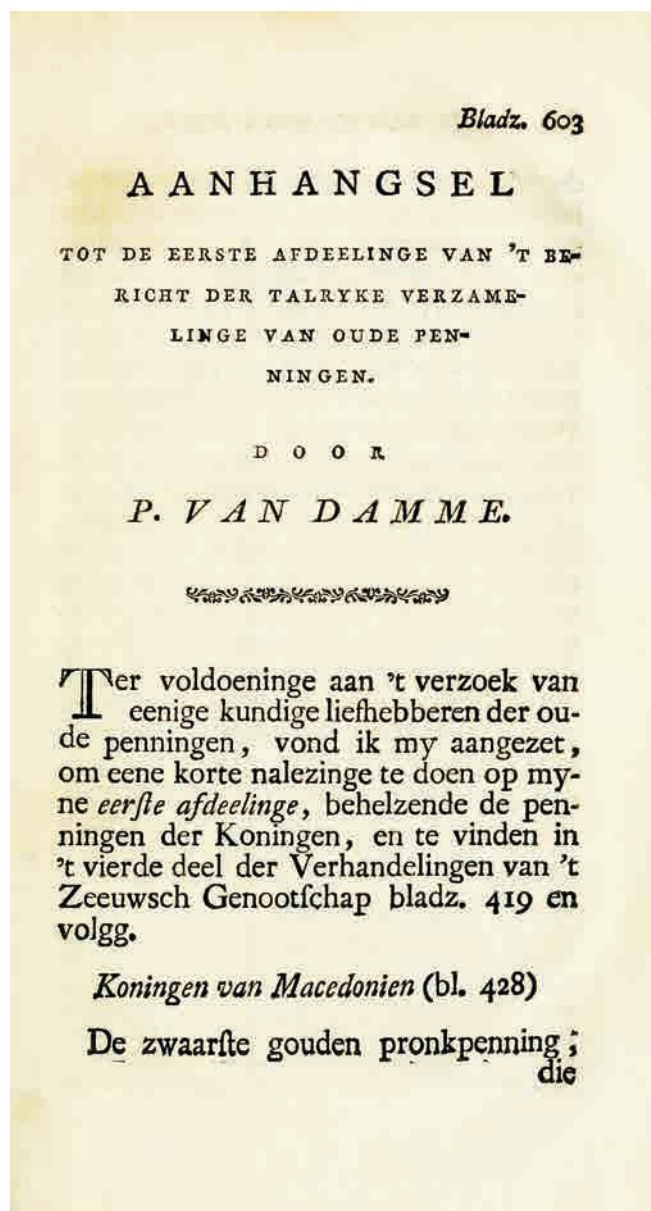 Bladz. 603
AANHANGSEL
TOT DE EERSTE AFDEELINGE VAN 'T BE-
RICHT DER TALRYKE VERZAME-
LINGE VAN OUDE PEN-
NINGEN.
DOOR
P. VAN DAMME.
Ter voldoeninge aan 't verzoek van
eenige kundige liefhebberen der ou-
de penningen, vond ik my aangezet,
om eene korte nalezinge te doen op my-
ne eerſte afdeelinge, behelzende de pen-
ningen der Koningen, en te vinden in
't vierde deel der Verhandelingen van 't
Zeeuwsch Genootſchap bladz. 419 en
volgg.
Koningen van Macedonien (bl. 428)
De zwaarſte gouden pronkpenning;
die